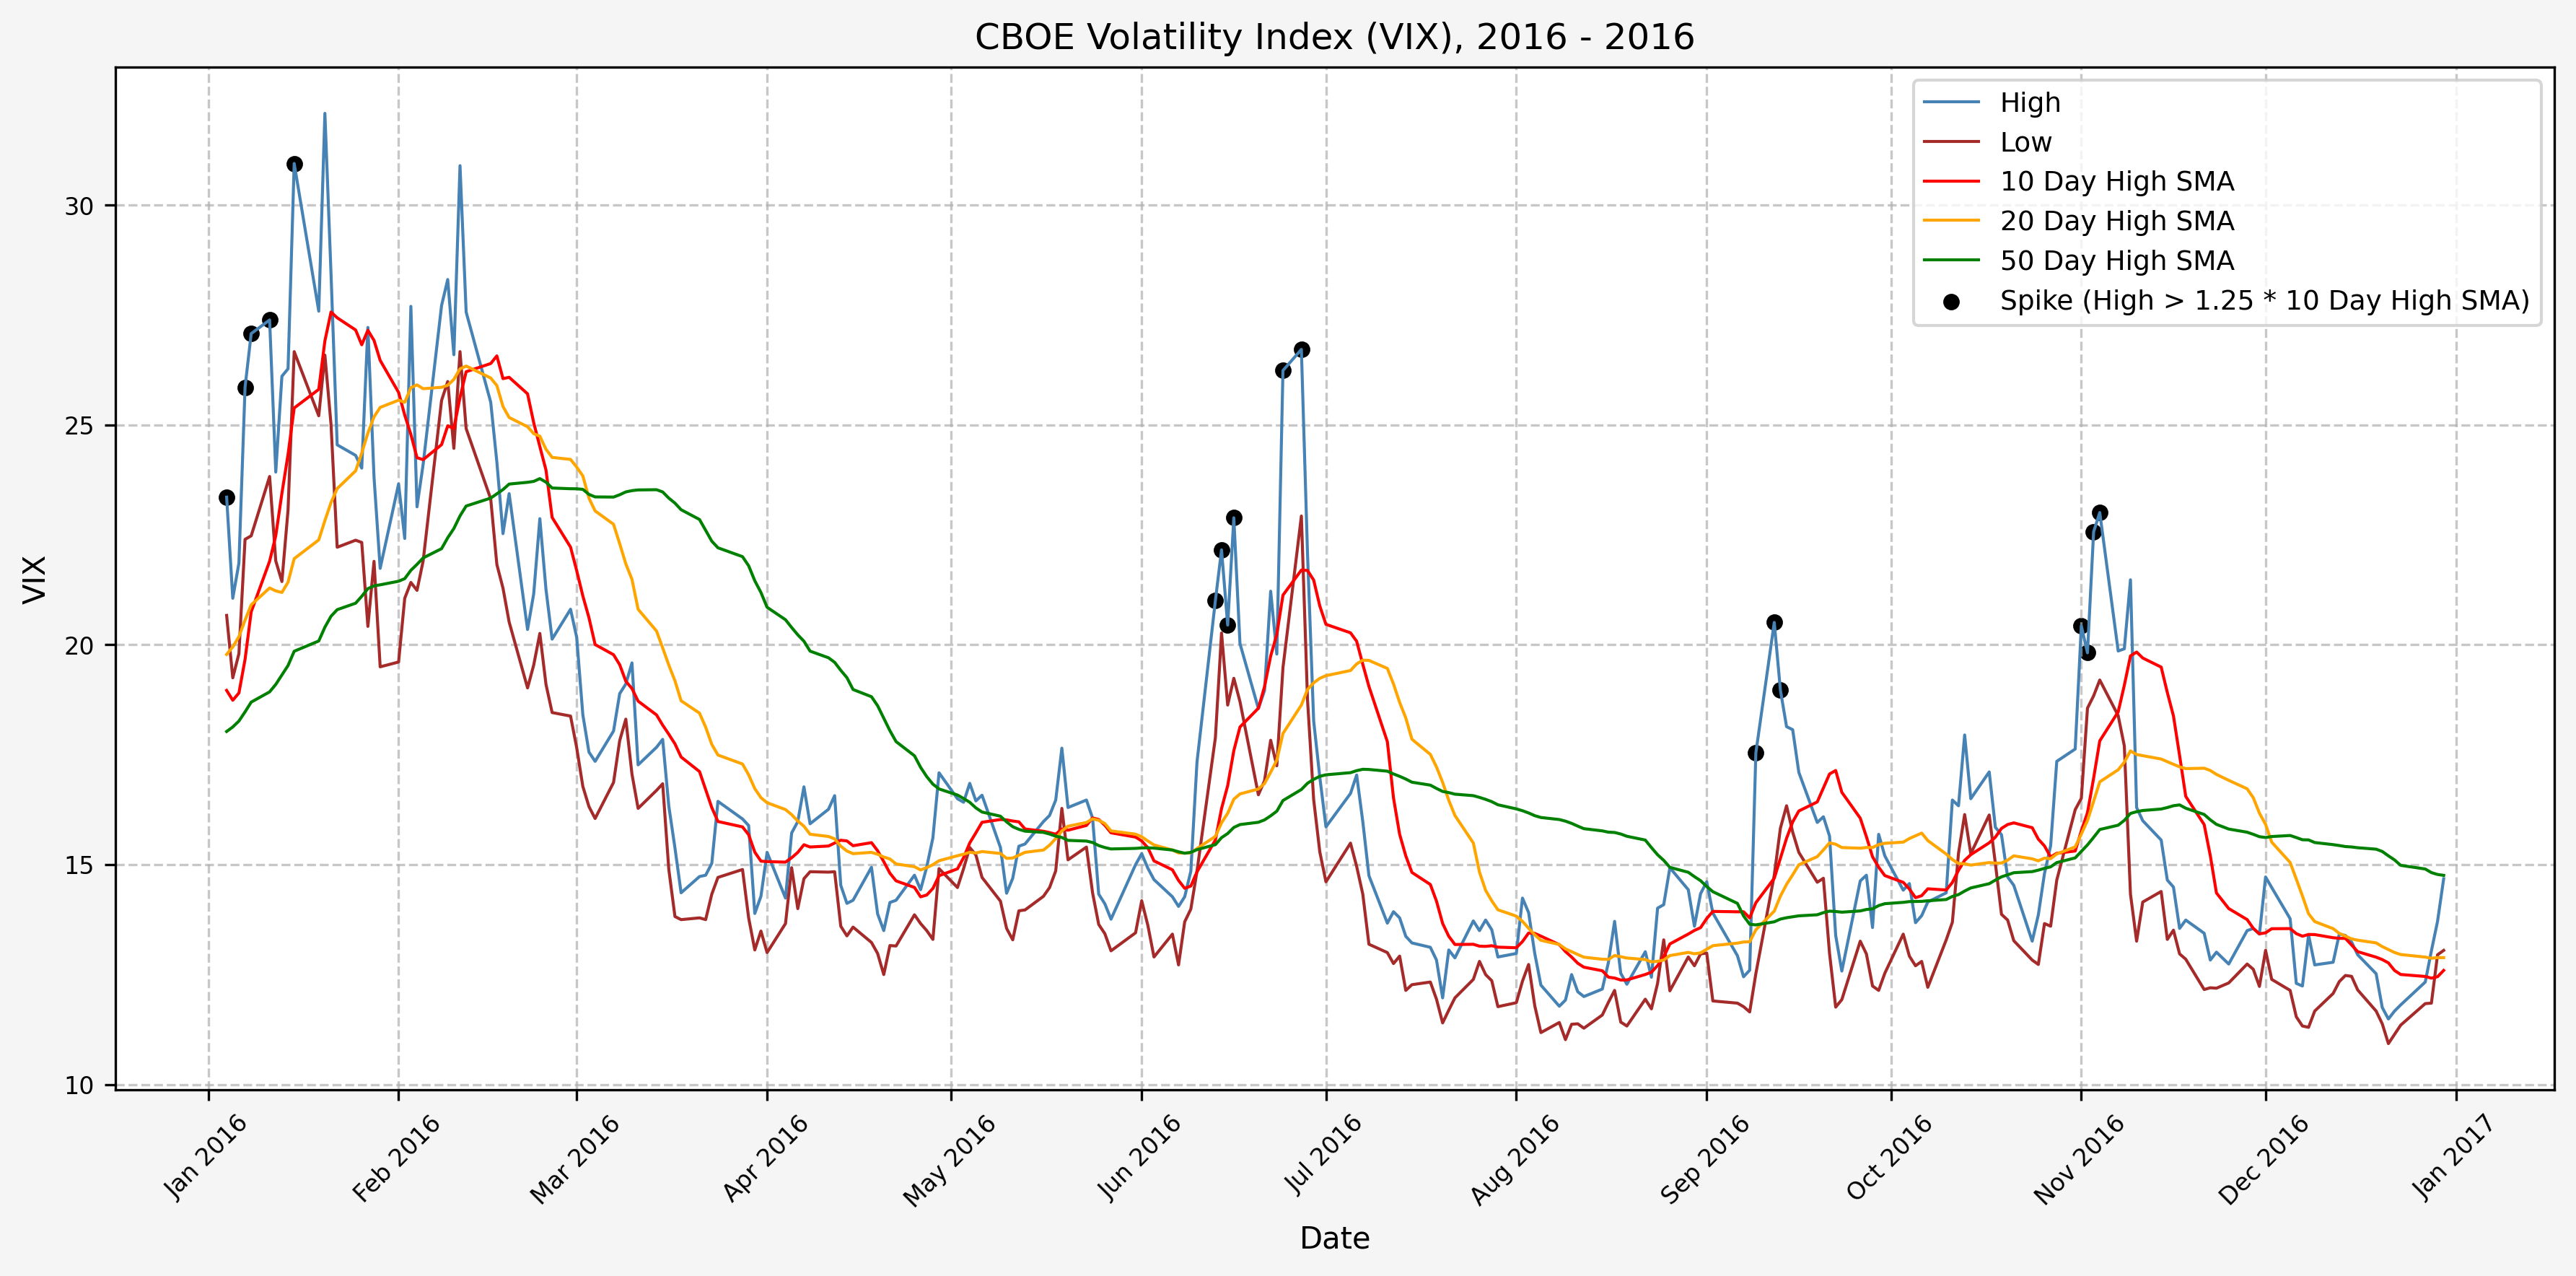 CBOE Volatility Index (VIX), 2016 - 2016
High
Low
10 Day High SMA
20 Day High SMA
50 Day High SMA
Spike (High > 1.25 * 10 Day High SMA)
VIX
30
25
20
15
10
Jan 2016
Feb 2016
Mar 2016
Apr 2016
May 2016
Jun 2016
Jul 2016
Aug 2016
Sep 2016
Oct 2016
Nov 2016
Dec 2016
Jan 2017
Date